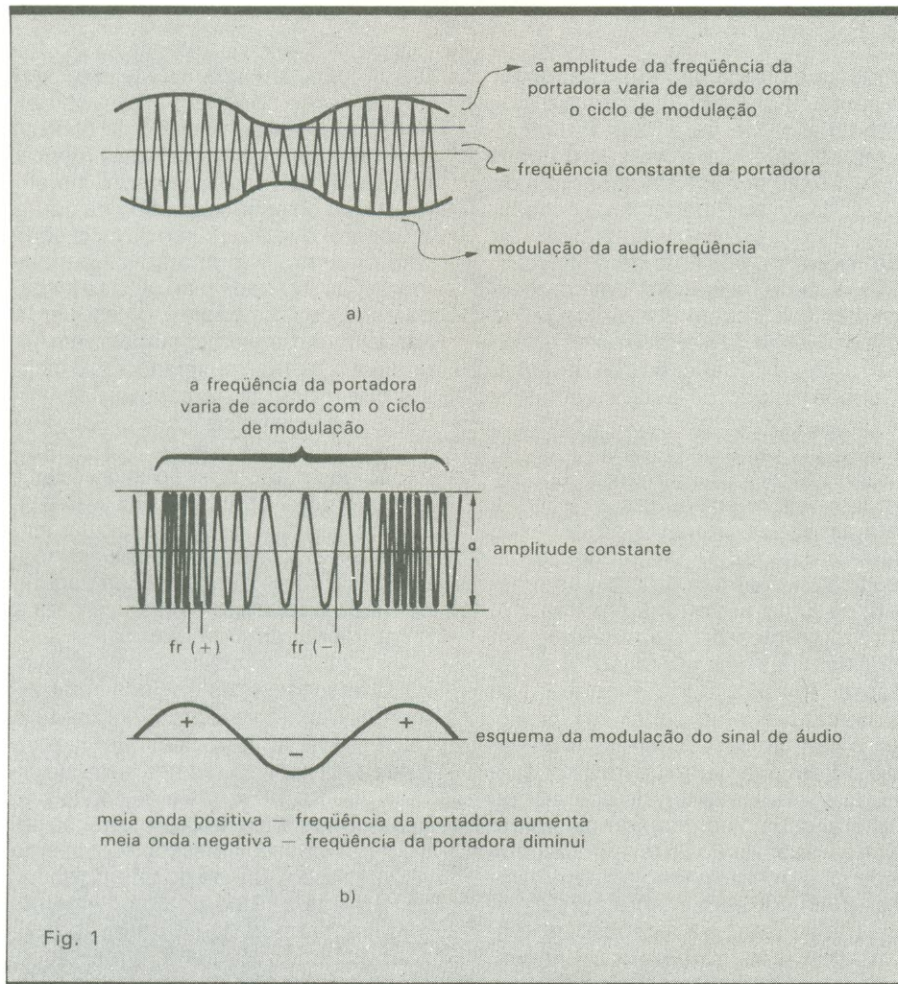 a amplitude da freqüência da
portadora varia de acordo com
o ciclo de modulação
freqüência constante da portadora
modulação da audiofreqüência
a)
a freqüência da portadora
varia de acordo com o ciclo
de modulação
a amplitude constante
fr (+) fr (−)
+ − +
esquema da modulação do sinal de áudio
meia onda positiva — freqüência da portadora aumenta
meia onda negativa — freqüência da portadora diminui
b)
Fig. 1